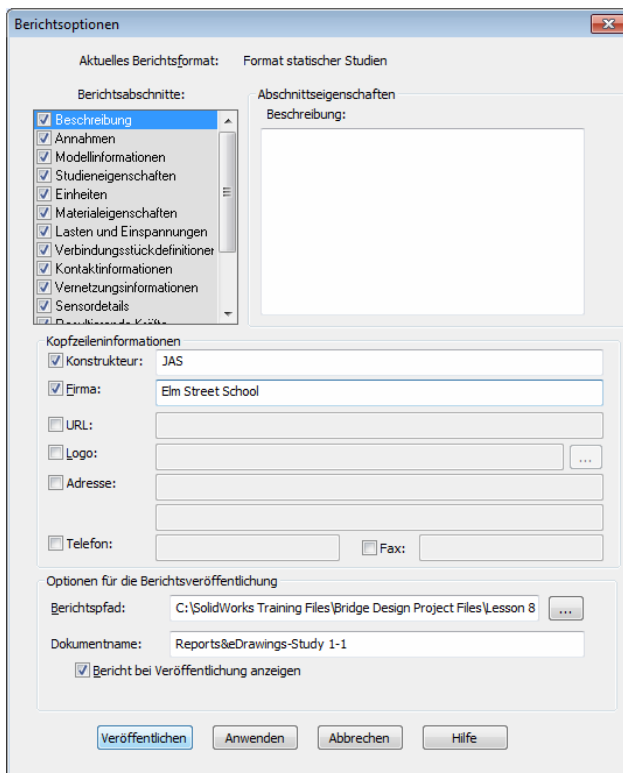 Berichtsoptionen
Aktuelles Berichtsformat: Format statischer Studien
Berichtsabschnitte:
Beschreibung
Annahmen
Modellinformationen
Studieneigenschaften
Einheiten
Materialeigenschaften
Lasten und Einspannungen
Verbindungsstückdefinitioner
Kontaktinformationen
Vernetzungsinformationen
Sensordetails
Abschnittseigenschaften
Beschreibung:
Kopfzeileninformationen
Konstrukteur: JAS
Firma: Elm Street School
URL:
Logo: ...
Adresse:
Telefon: Fax:
Optionen für die Berichtsveröffentlichung
Berichtspfad: C:\SolidWorks Training Files\Bridge Design Project Files\Lesson 8 ...
Dokumentname: Reports&eDrawings-Study 1-1
Bericht bei Veröffentlichung anzeigen
Veröffentlichen Anwenden Abbrechen Hilfe